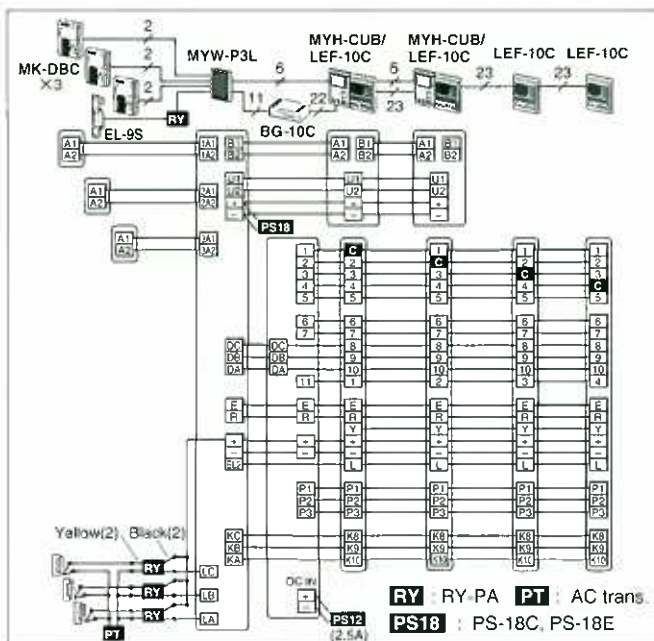 2
MYH-CUB/ MYH-CUB/
MK-DBC 2 MYW-P3L 6 LEF-10C 6 LEF-10C 23 LEF-10C 23 LEF-10C
×3
2 11 22 23
RY BG-10C
EL-9S
A1 1A1 B1 A1 B1 A1 B1
A2 1A2 B2 A2 B2 A2 B2
U1 U1 U1
A1 2A1 U2 U2 U2
A2 2A2 + + +
− − −
PS18
A1 3A1
A2 3A2
1 C 1 1 1
2 2 C 2 2
3 3 3 C 3
4 4 4 4 C
5 5 5 5 5
6 6 6 6 6
7 7 7 7 7
DC DC 8 8 8 8
DB DB 9 9 9 9
DA DA 10 10 10 10
11 1 2 3 4
E E E E E
R R R R R
Y Y Y Y
+ + + + +
− − − − −
EL2 L L L L
P1 P1 P1 P1 P1
P2 P2 P2 P2 P2
P3 P3 P3 P3 P3
Yellow(2) Black(2)
KC K8 K8 K8 K8
KB K9 K9 K9 K9
KA K10 K10 K10 K10
RY LC
RY LB
RY LA
PT
DC IN
+
−
PS12
(2.5A)
RY : RY-PA PT : AC trans.
PS18 : PS-18C, PS-18E